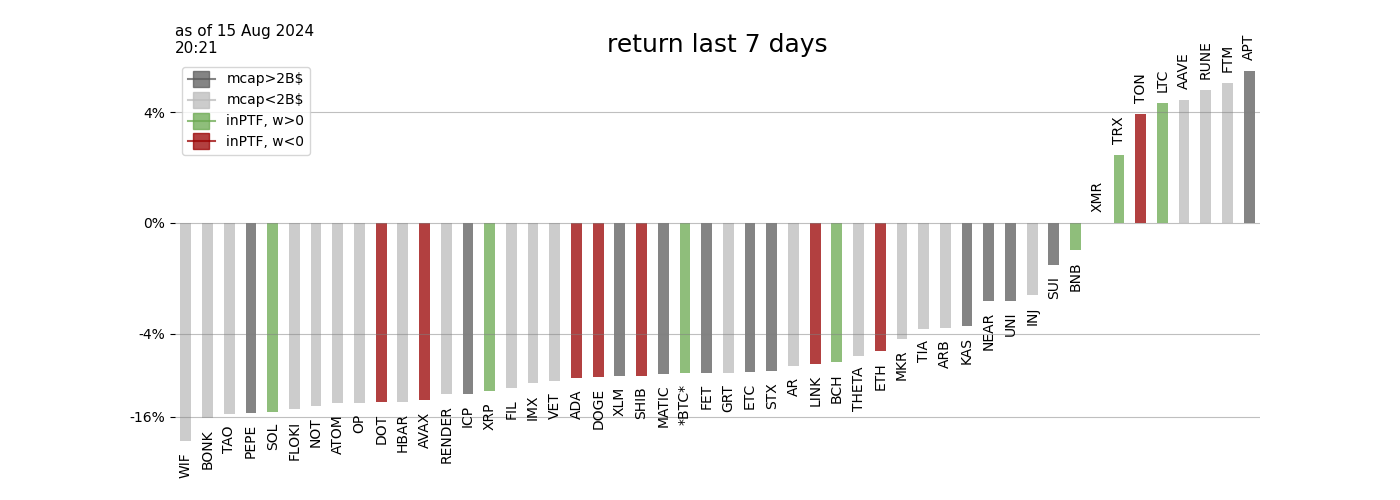 as of 15 Aug 2024
20:21
return last 7 days
mcap>2B$
mcap<2B$
inPTF, w>0
inPTF, w<0
4%
0%
-4%
-16%
WIF
BONK
TAO
PEPE
SOL
FLOKI
NOT
ATOM
OP
DOT
HBAR
AVAX
RENDER
ICP
XRP
FIL
IMX
VET
ADA
DOGE
XLM
SHIB
MATIC
*BTC*
FET
GRT
ETC
STX
AR
LINK
BCH
THETA
ETH
MKR
TIA
ARB
KAS
NEAR
UNI
INJ
SUI
BNB
XMR
TRX
TON
LTC
AAVE
RUNE
FTM
APT